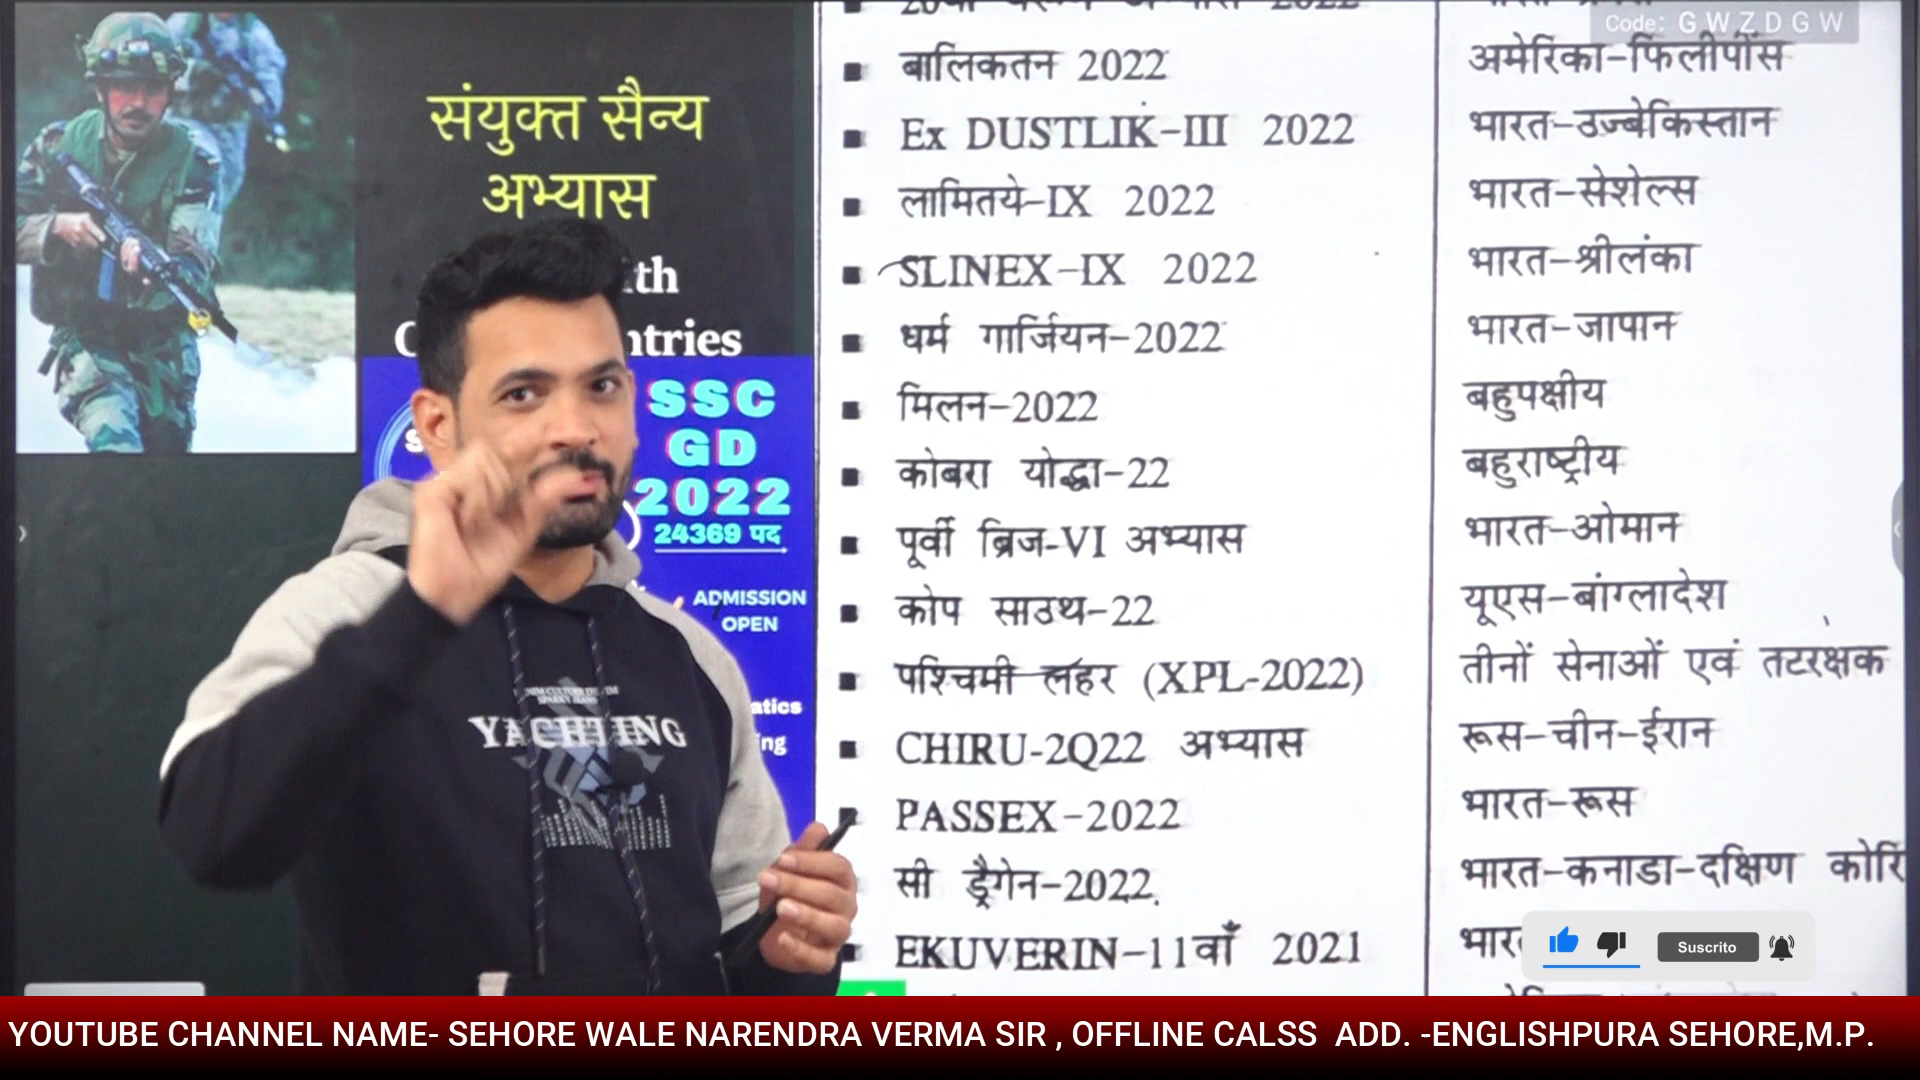 Code: G W Z D G W
संयुक्त सैन्य
अभ्यास
SSC
GD
2022
24369 पद
ADMISSION
OPEN
YACHTING
बालिकतन 2022 अमेरिका-फिलीपींस
Ex DUSTLIK-III 2022 भारत-उज्बेकिस्तान
लामितये-IX 2022 भारत-सेशेल्स
SLINEX-IX 2022 भारत-श्रीलंका
धर्म गार्जियन-2022 भारत-जापान
मिलन-2022 बहुपक्षीय
कोबरा योद्धा-22 बहुराष्ट्रीय
पूर्वी ब्रिज-VI अभ्यास भारत-ओमान
कोप साउथ-22 यूएस-बांग्लादेश
पश्चिमी लहर (XPL-2022) तीनों सेनाओं एवं तटरक्षक
CHIRU-2Q22 अभ्यास रूस-चीन-ईरान
PASSEX-2022 भारत-रूस
सी ड्रैगेन-2022 भारत-कनाडा-दक्षिण कोरि
EKUVERIN-11वाँ 2021 भार
Suscrito
YOUTUBE CHANNEL NAME- SEHORE WALE NARENDRA VERMA SIR , OFFLINE CALSS ADD. -ENGLISHPURA SEHORE,M.P.